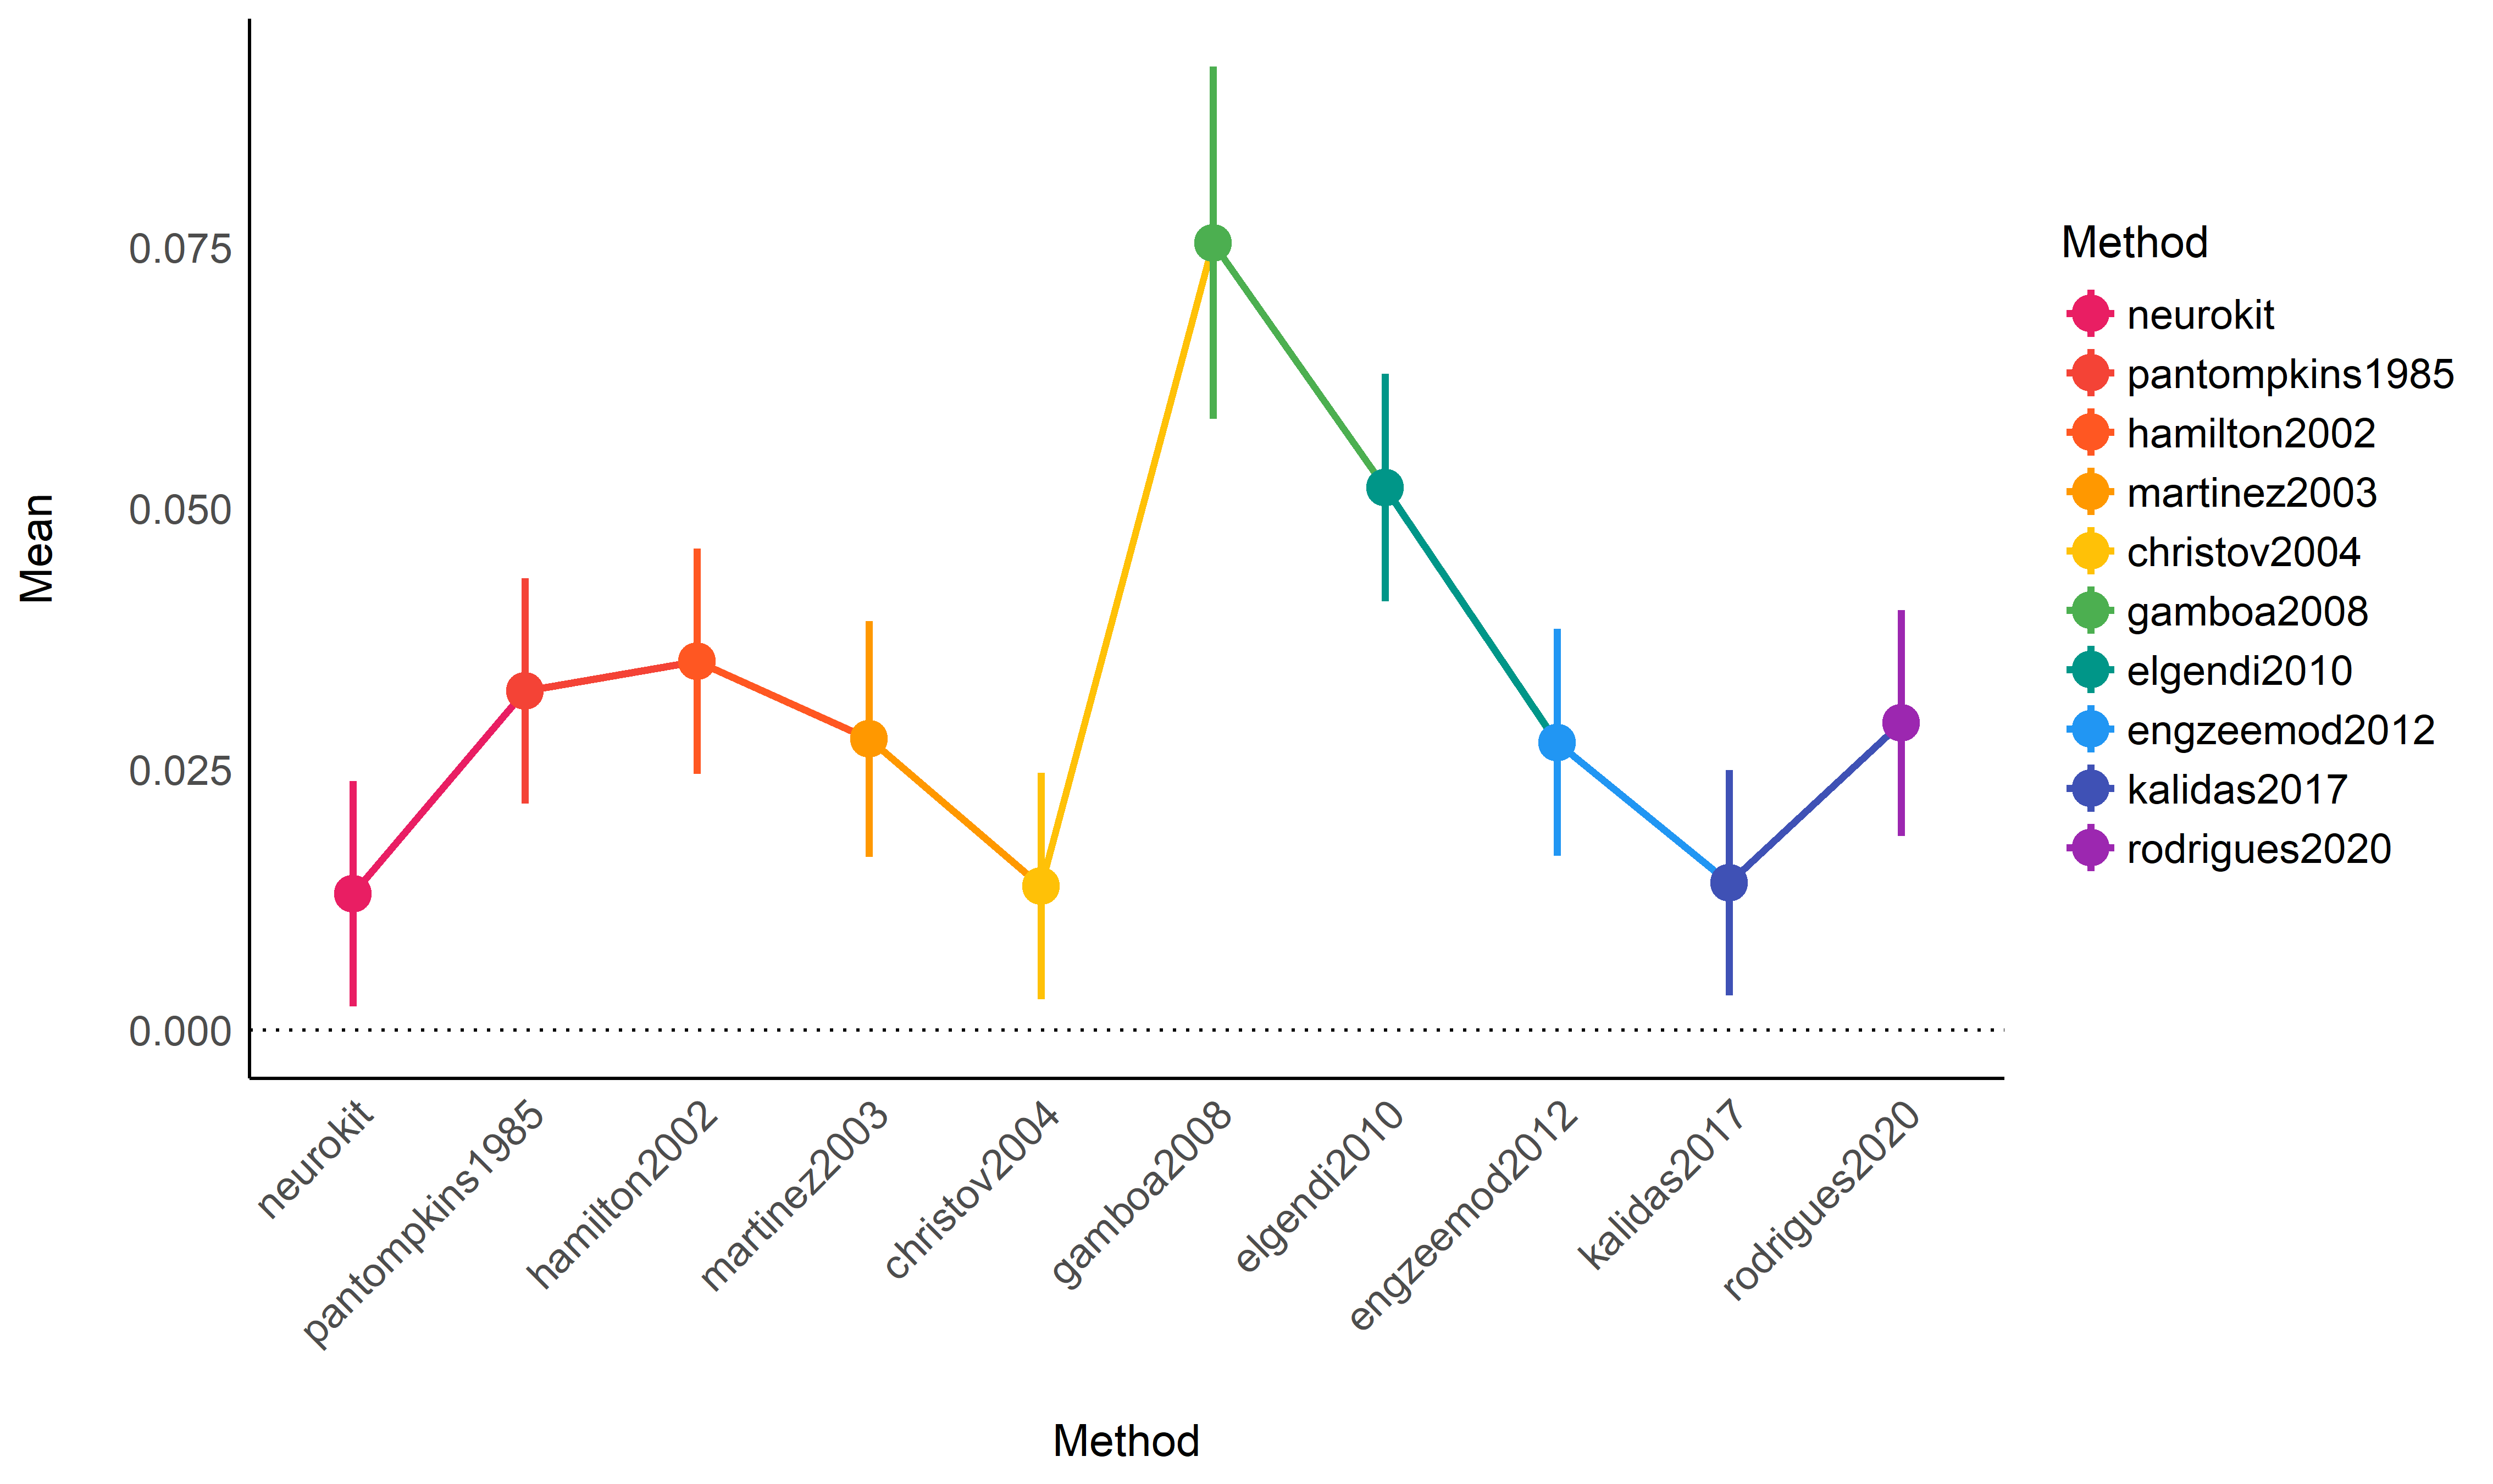 Mean
0.075
0.050
0.025
0.000
neurokit
pantompkins1985
hamilton2002
martinez2003
christov2004
gamboa2008
elgendi2010
engzeemod2012
kalidas2017
rodrigues2020
Method
Method
neurokit
pantompkins1985
hamilton2002
martinez2003
christov2004
gamboa2008
elgendi2010
engzeemod2012
kalidas2017
rodrigues2020